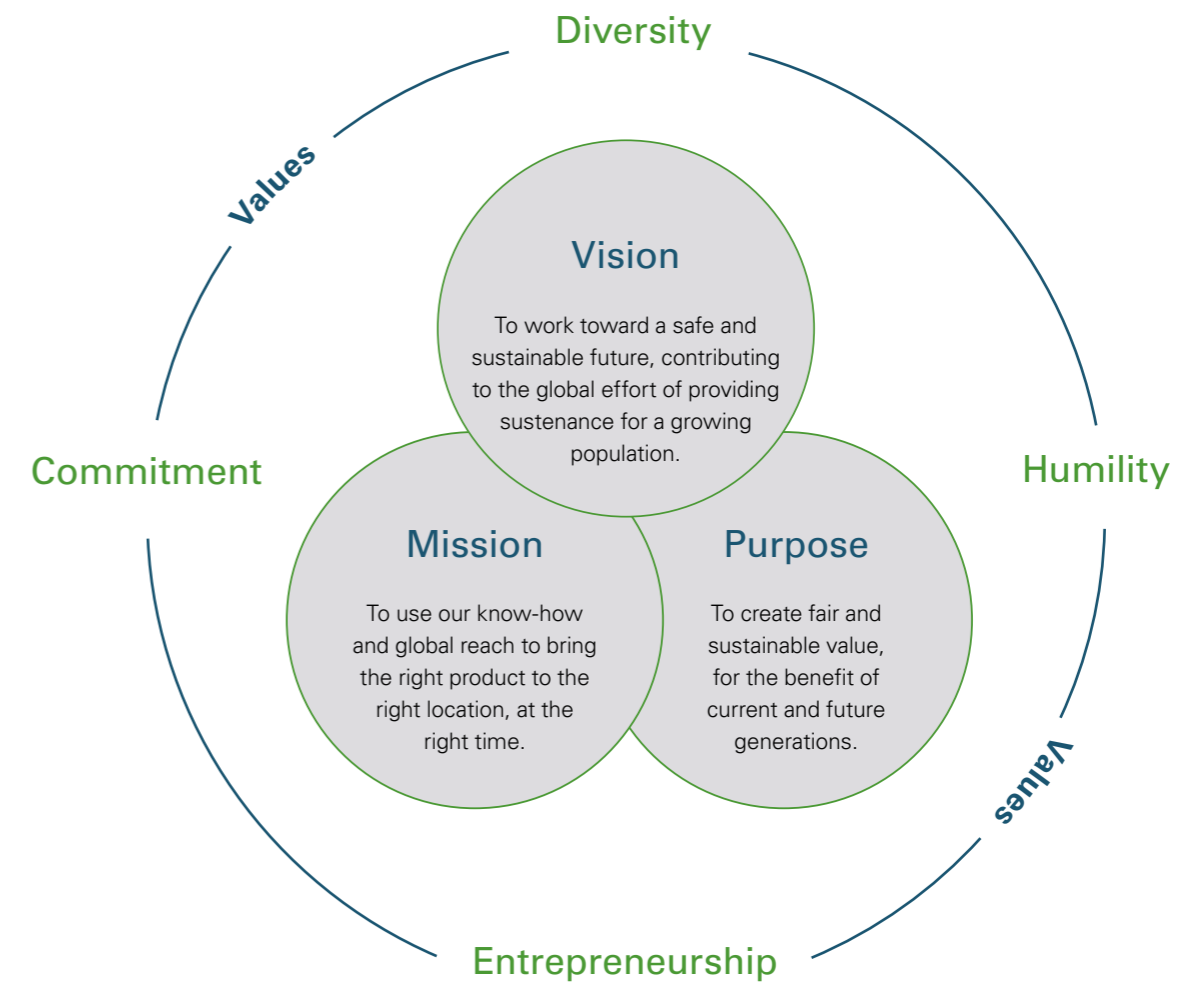 Diversity
Values
Vision
To work toward a safe and
sustainable future, contributing
to the global effort of providing
sustenance for a growing
population.
Commitment
Humility
Mission
To use our know-how
and global reach to bring
the right product to the
right location, at the
right time.
Purpose
To create fair and
sustainable value,
for the benefit of
current and future
generations.
Values
Entrepreneurship